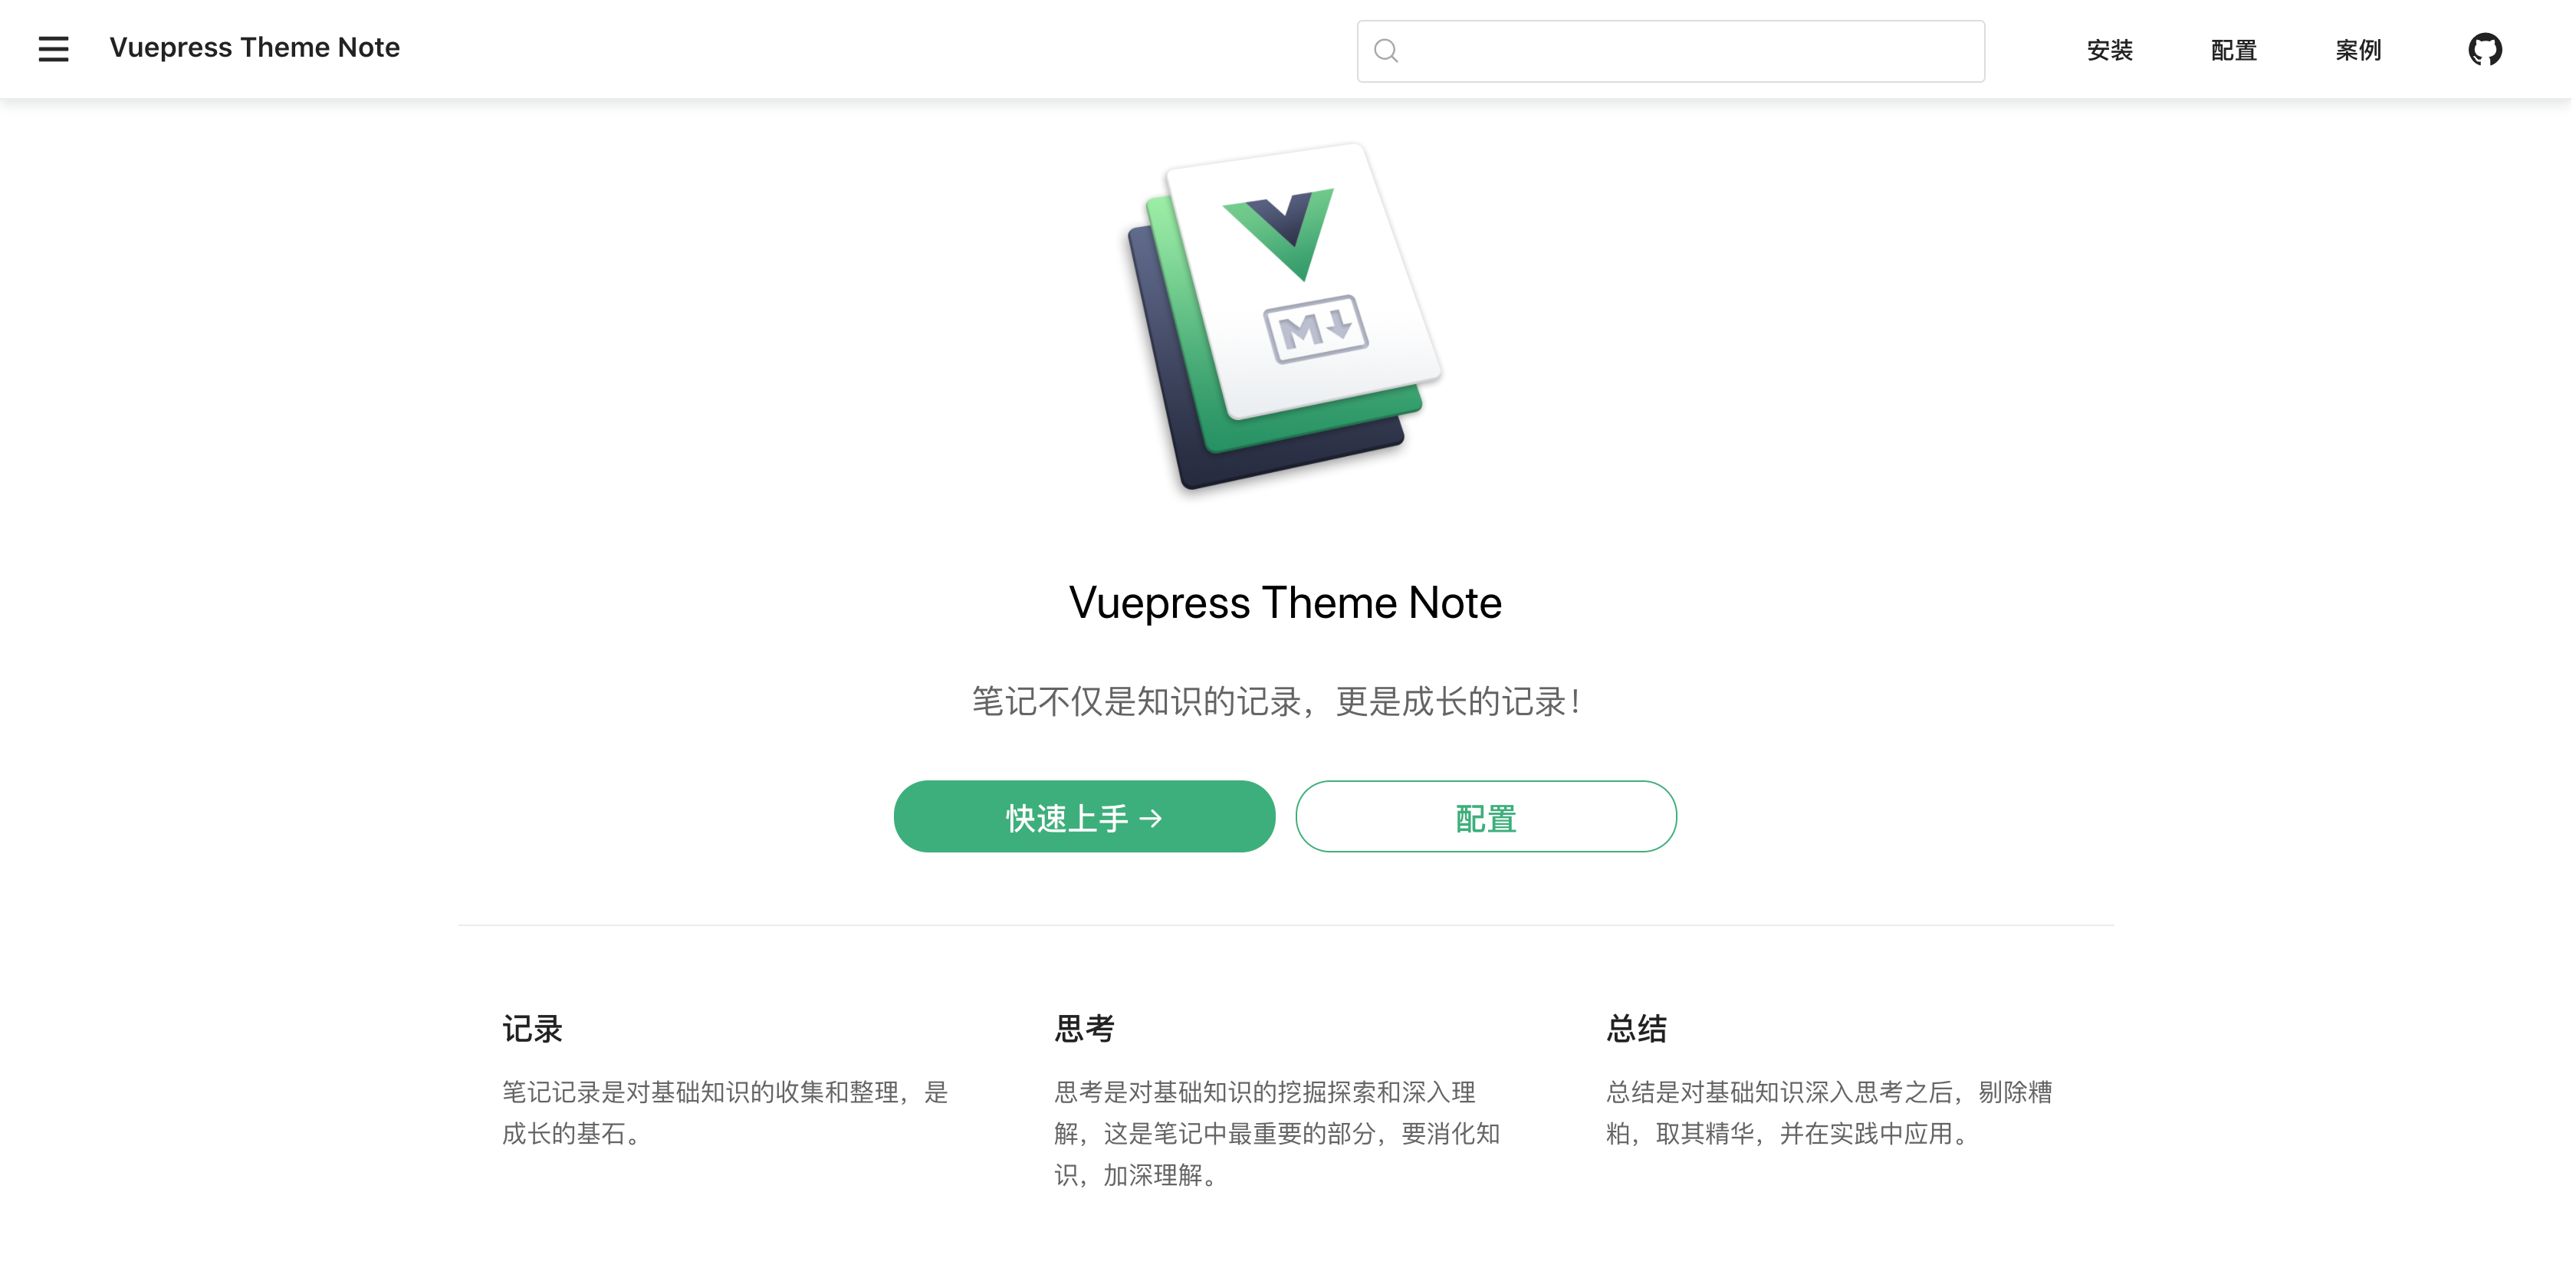 Vuepress Theme Note
安装
配置
案例
M
Vuepress Theme Note
笔记不仅是知识的记录，更是成长的记录！
快速上手 →
配置
记录
笔记记录是对基础知识的收集和整理，是
成长的基石。
思考
思考是对基础知识的挖掘探索和深入理
解，这是笔记中最重要的部分，要消化知
识，加深理解。
总结
总结是对基础知识深入思考之后，剔除糟
粕，取其精华，并在实践中应用。